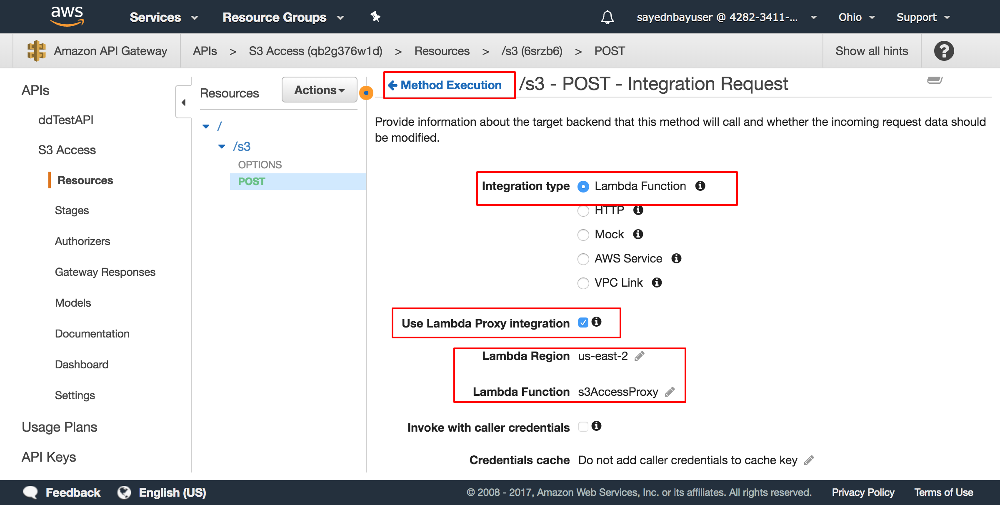 aws Services Resource Groups sayednbayuser @ 4282-3411-... Ohio Support
Amazon API Gateway APIs > S3 Access (qb2g376w1d) > Resources > /s3 (6srzb6) > POST Show all hints ?
APIs
ddTestAPI
S3 Access
Resources
Stages
Authorizers
Gateway Responses
Models
Documentation
Dashboard
Settings
Usage Plans
API Keys
Resources Actions
/
/s3
OPTIONS
POST
Method Execution /s3 - POST - Integration Request
Provide information about the target backend that this method will call and whether the incoming request data should
be modified.
Integration type Lambda Function
HTTP
Mock
AWS Service
VPC Link
Use Lambda Proxy integration
Lambda Region us-east-2
Lambda Function s3AccessProxy
Invoke with caller credentials
Credentials cache Do not add caller credentials to cache key
Feedback English (US) © 2008 - 2017, Amazon Web Services, Inc. or its affiliates. All rights reserved. Privacy Policy Terms of Use